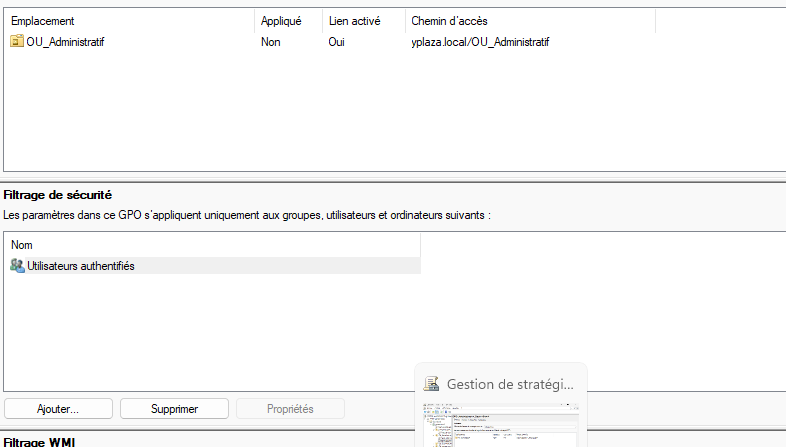 Emplacement Appliqué Lien activé Chemin d'accès
OU_Administratif Non Oui yplaza.local/OU_Administratif
Filtrage de sécurité
Les paramètres dans ce GPO s'appliquent uniquement aux groupes, utilisateurs et ordinateurs suivants :
Nom
Utilisateurs authentifiés
Gestion de stratégi...
Ajouter... Supprimer Propriétés
Filtrage WMI